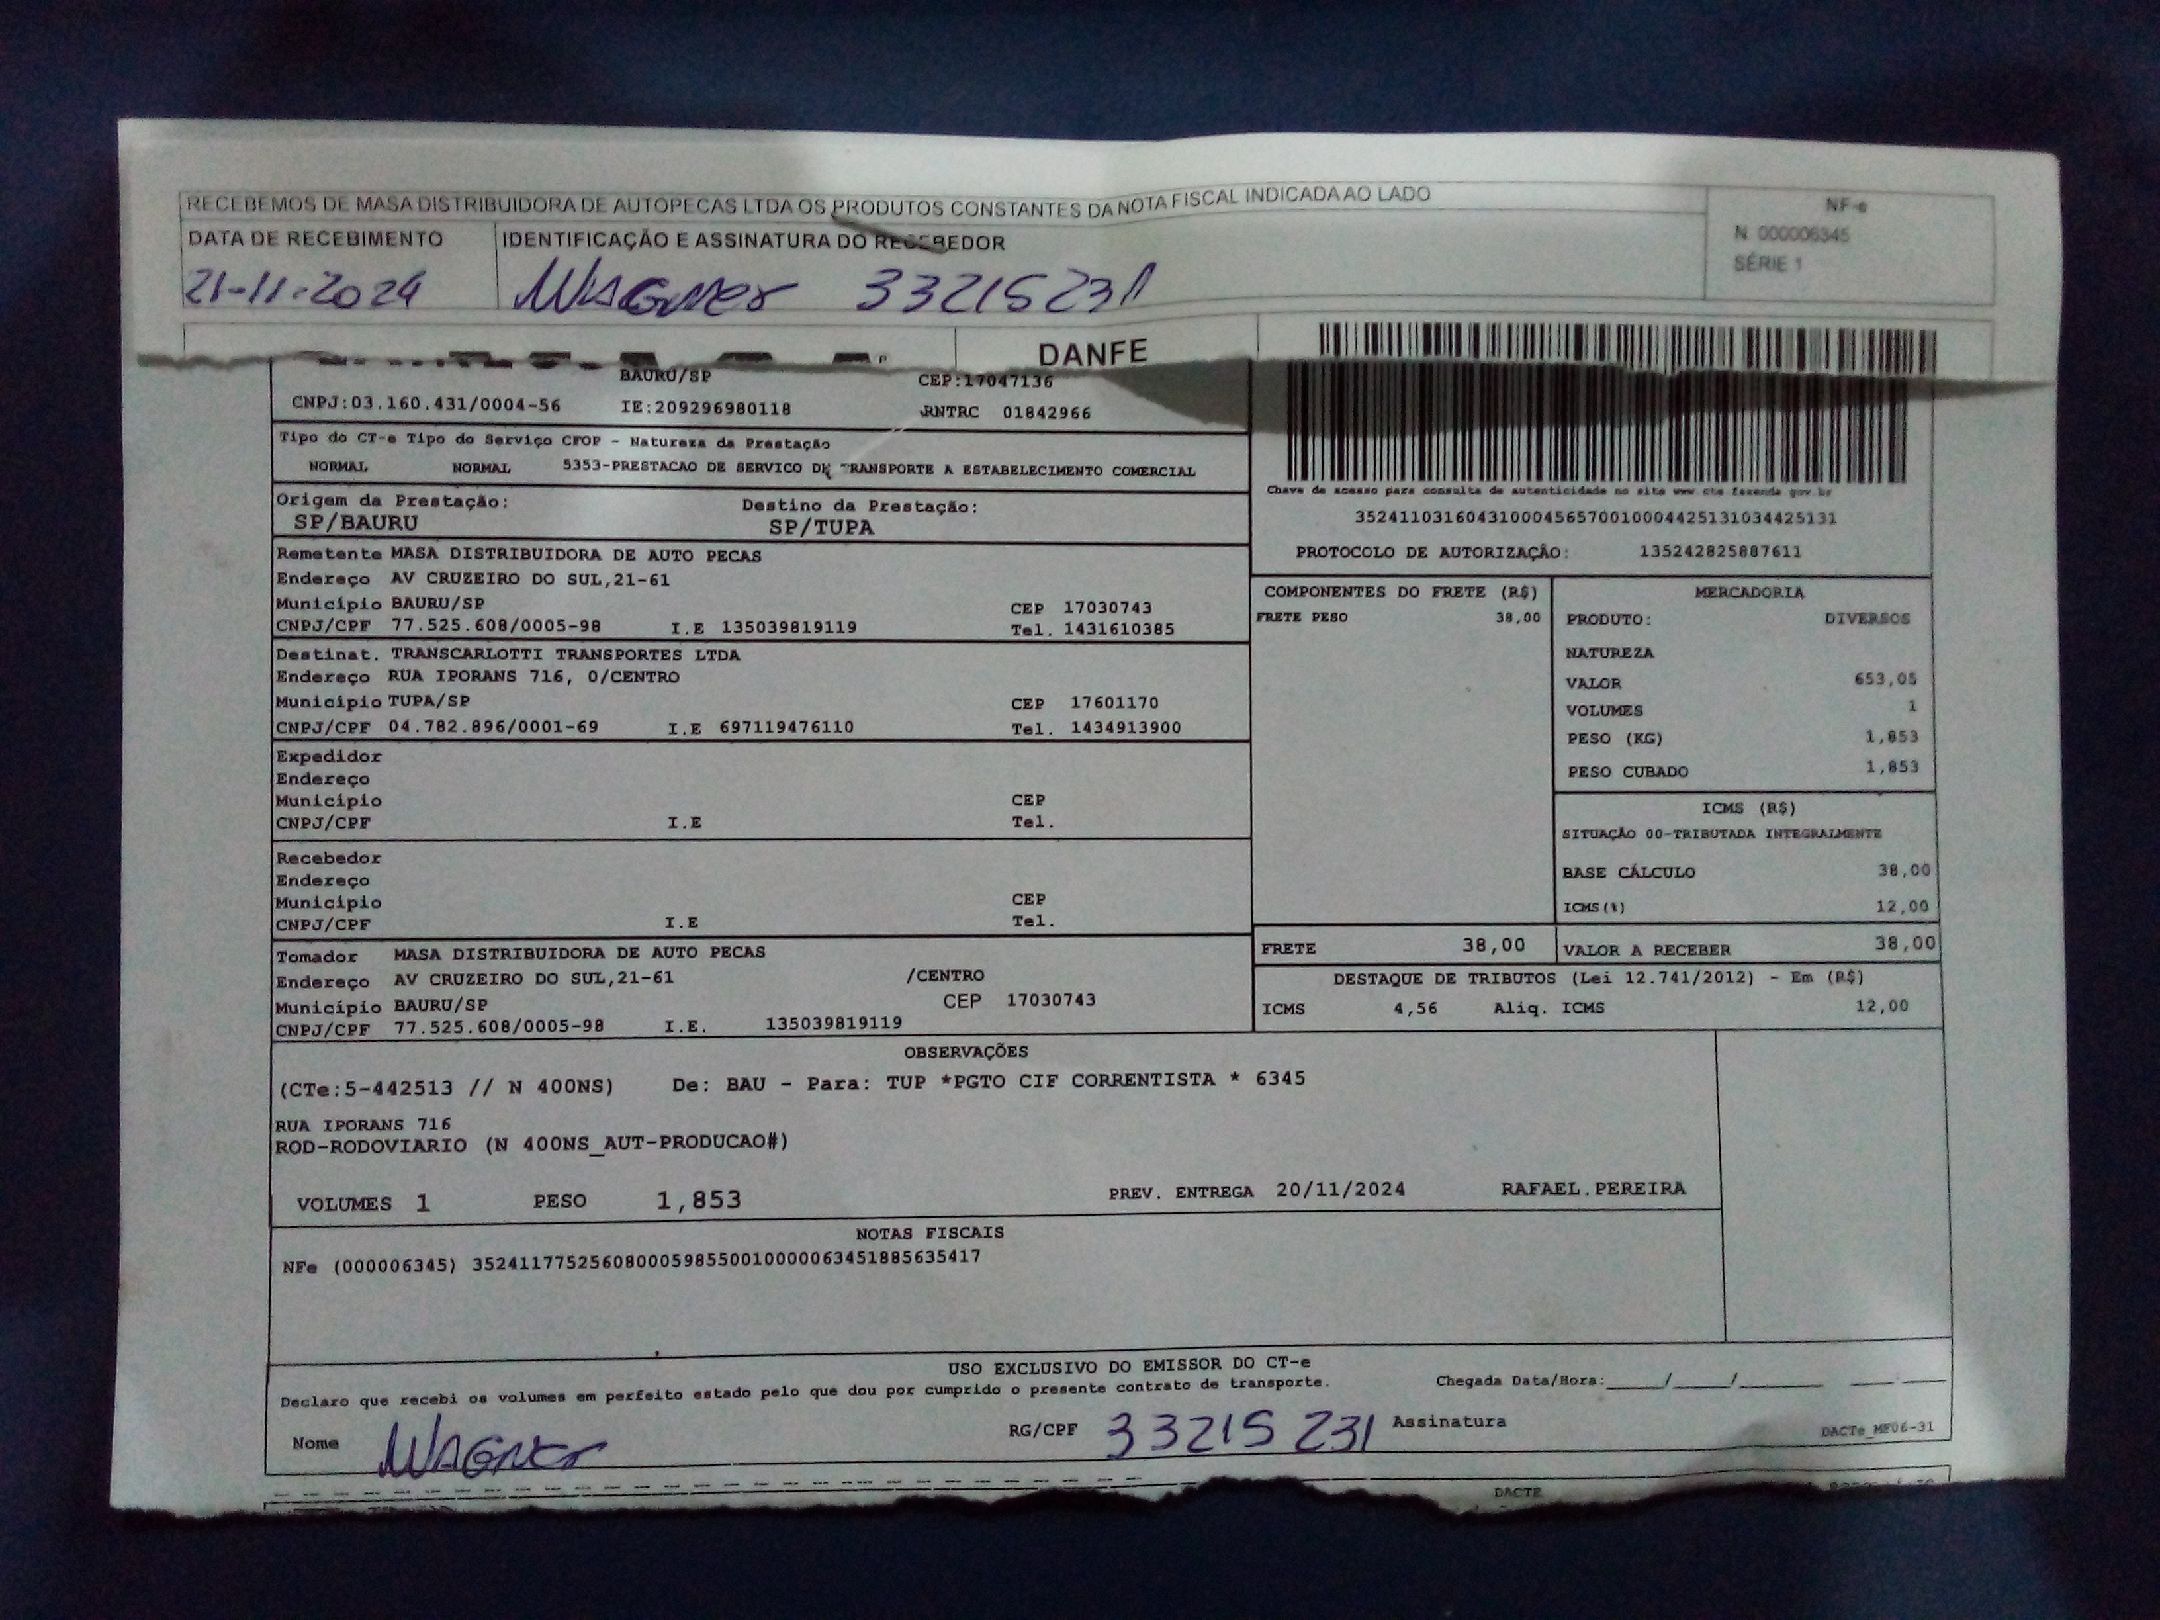 RECEBEMOS DE MASA DISTRIBUIDORA DE AUTOPECAS LTDA OS PRODUTOS CONSTANTES DA NOTA FISCAL INDICADA AO LADO
NF-e
N 000006345
SÉRIE 1
DATA DE RECEBIMENTO IDENTIFICAÇÃO E ASSINATURA DO RECEBEDOR
21-11-2024 WAGNER 33215231
DANFE
BAURU/SP CEP:17047136
CNPJ:03.160.431/0004-56 IE:209296980118 RNTRC 01842966
Tipo do CT-e Tipo do Serviço CFOP - Natureza da Prestação
NORMAL NORMAL 5353-PRESTACAO DE SERVICO DE TRANSPORTE A ESTABELECIMENTO COMERCIAL
Origem da Prestação: Destino da Prestação:
SP/BAURU SP/TUPA
Chave de acesso para consulta de autenticidade no site www cte fazenda gov.br
35241103160431000456570010004425131034425131
PROTOCOLO DE AUTORIZAÇÃO: 135242825887611
Remetente MASA DISTRIBUIDORA DE AUTO PECAS
Endereço AV CRUZEIRO DO SUL,21-61
Município BAURU/SP CEP 17030743
CNPJ/CPF 77.525.608/0005-98 I.E 135039819119 Tel. 1431610385
Destinat. TRANSCARLOTTI TRANSPORTES LTDA
Endereço RUA IPORANS 716, 0/CENTRO
Município TUPA/SP CEP 17601170
CNPJ/CPF 04.782.896/0001-69 I.E 697119476110 Tel. 1434913900
Expedidor
Endereço
Município CEP
CNPJ/CPF I.E Tel.
Recebedor
Endereço
Município CEP
CNPJ/CPF I.E Tel.
Tomador MASA DISTRIBUIDORA DE AUTO PECAS
Endereço AV CRUZEIRO DO SUL,21-61 /CENTRO
Município BAURU/SP CEP 17030743
CNPJ/CPF 77.525.608/0005-98 I.E. 135039819119
COMPONENTES DO FRETE (R$)
FRETE PESO 38,00
MERCADORIA
PRODUTO: DIVERSOS
NATUREZA
VALOR 653,05
VOLUMES 1
PESO (KG) 1,853
PESO CUBADO 1,853
ICMS (R$)
SITUAÇÃO 00-TRIBUTADA INTEGRALMENTE
BASE CÁLCULO 38,00
ICMS(%) 12,00
FRETE 38,00 VALOR A RECEBER 38,00
DESTAQUE DE TRIBUTOS (Lei 12.741/2012) - Em (R$)
ICMS 4,56 Aliq. ICMS 12,00
OBSERVAÇÕES
(CTe:5-442513 // N 400NS) De: BAU - Para: TUP *PGTO CIF CORRENTISTA * 6345
RUA IPORANS 716
ROD-RODOVIARIO (N 400NS_AUT-PRODUCAO#)
VOLUMES 1 PESO 1,853 PREV. ENTREGA 20/11/2024 RAFAEL.PEREIRA
NOTAS FISCAIS
NFe (000006345) 35241177525608000598550010000063451885635417
USO EXCLUSIVO DO EMISSOR DO CT-e
Declaro que recebi os volumes em perfeito estado pelo que dou por cumprido o presente contrato de transporte. Chegada Data/Hora:____/____/______ ___ ___
Nome WAGNER RG/CPF 33215231 Assinatura DACTe_MF06-31
DACTE